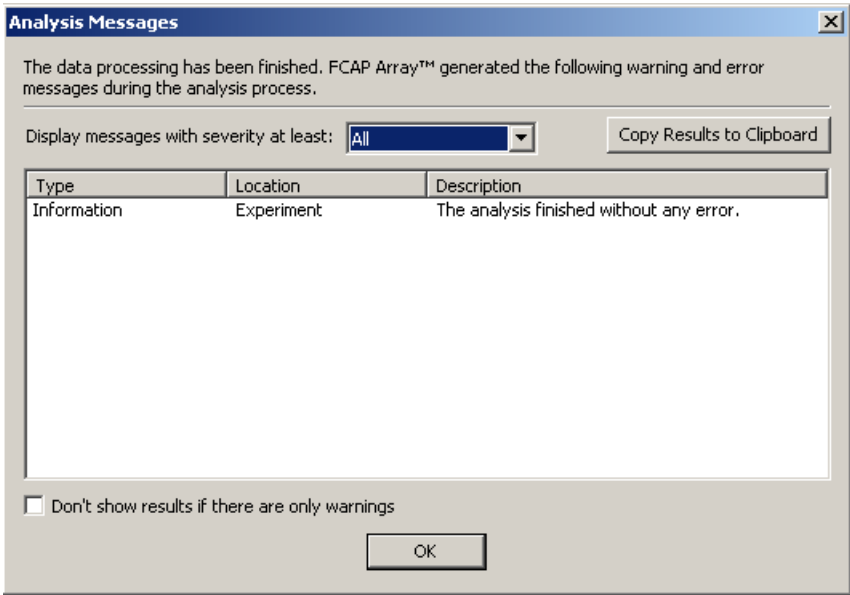 Analysis Messages
The data processing has been finished. FCAP Array™ generated the following warning and error
messages during the analysis process.
Display messages with severity at least: All Copy Results to Clipboard
Type Location Description
Information Experiment The analysis finished without any error.
Don't show results if there are only warnings
OK